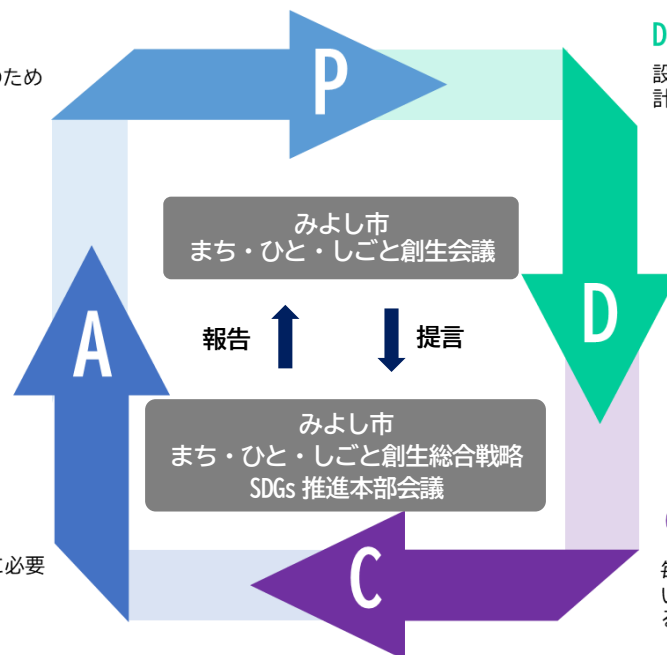 のため
P
D
設
計
みよし市
まち・ひと・しごと創生会議
A
報告
提言
D
みよし市
まち・ひと・しごと創生総合戦略
SDGs 推進本部会議
必要
C
い